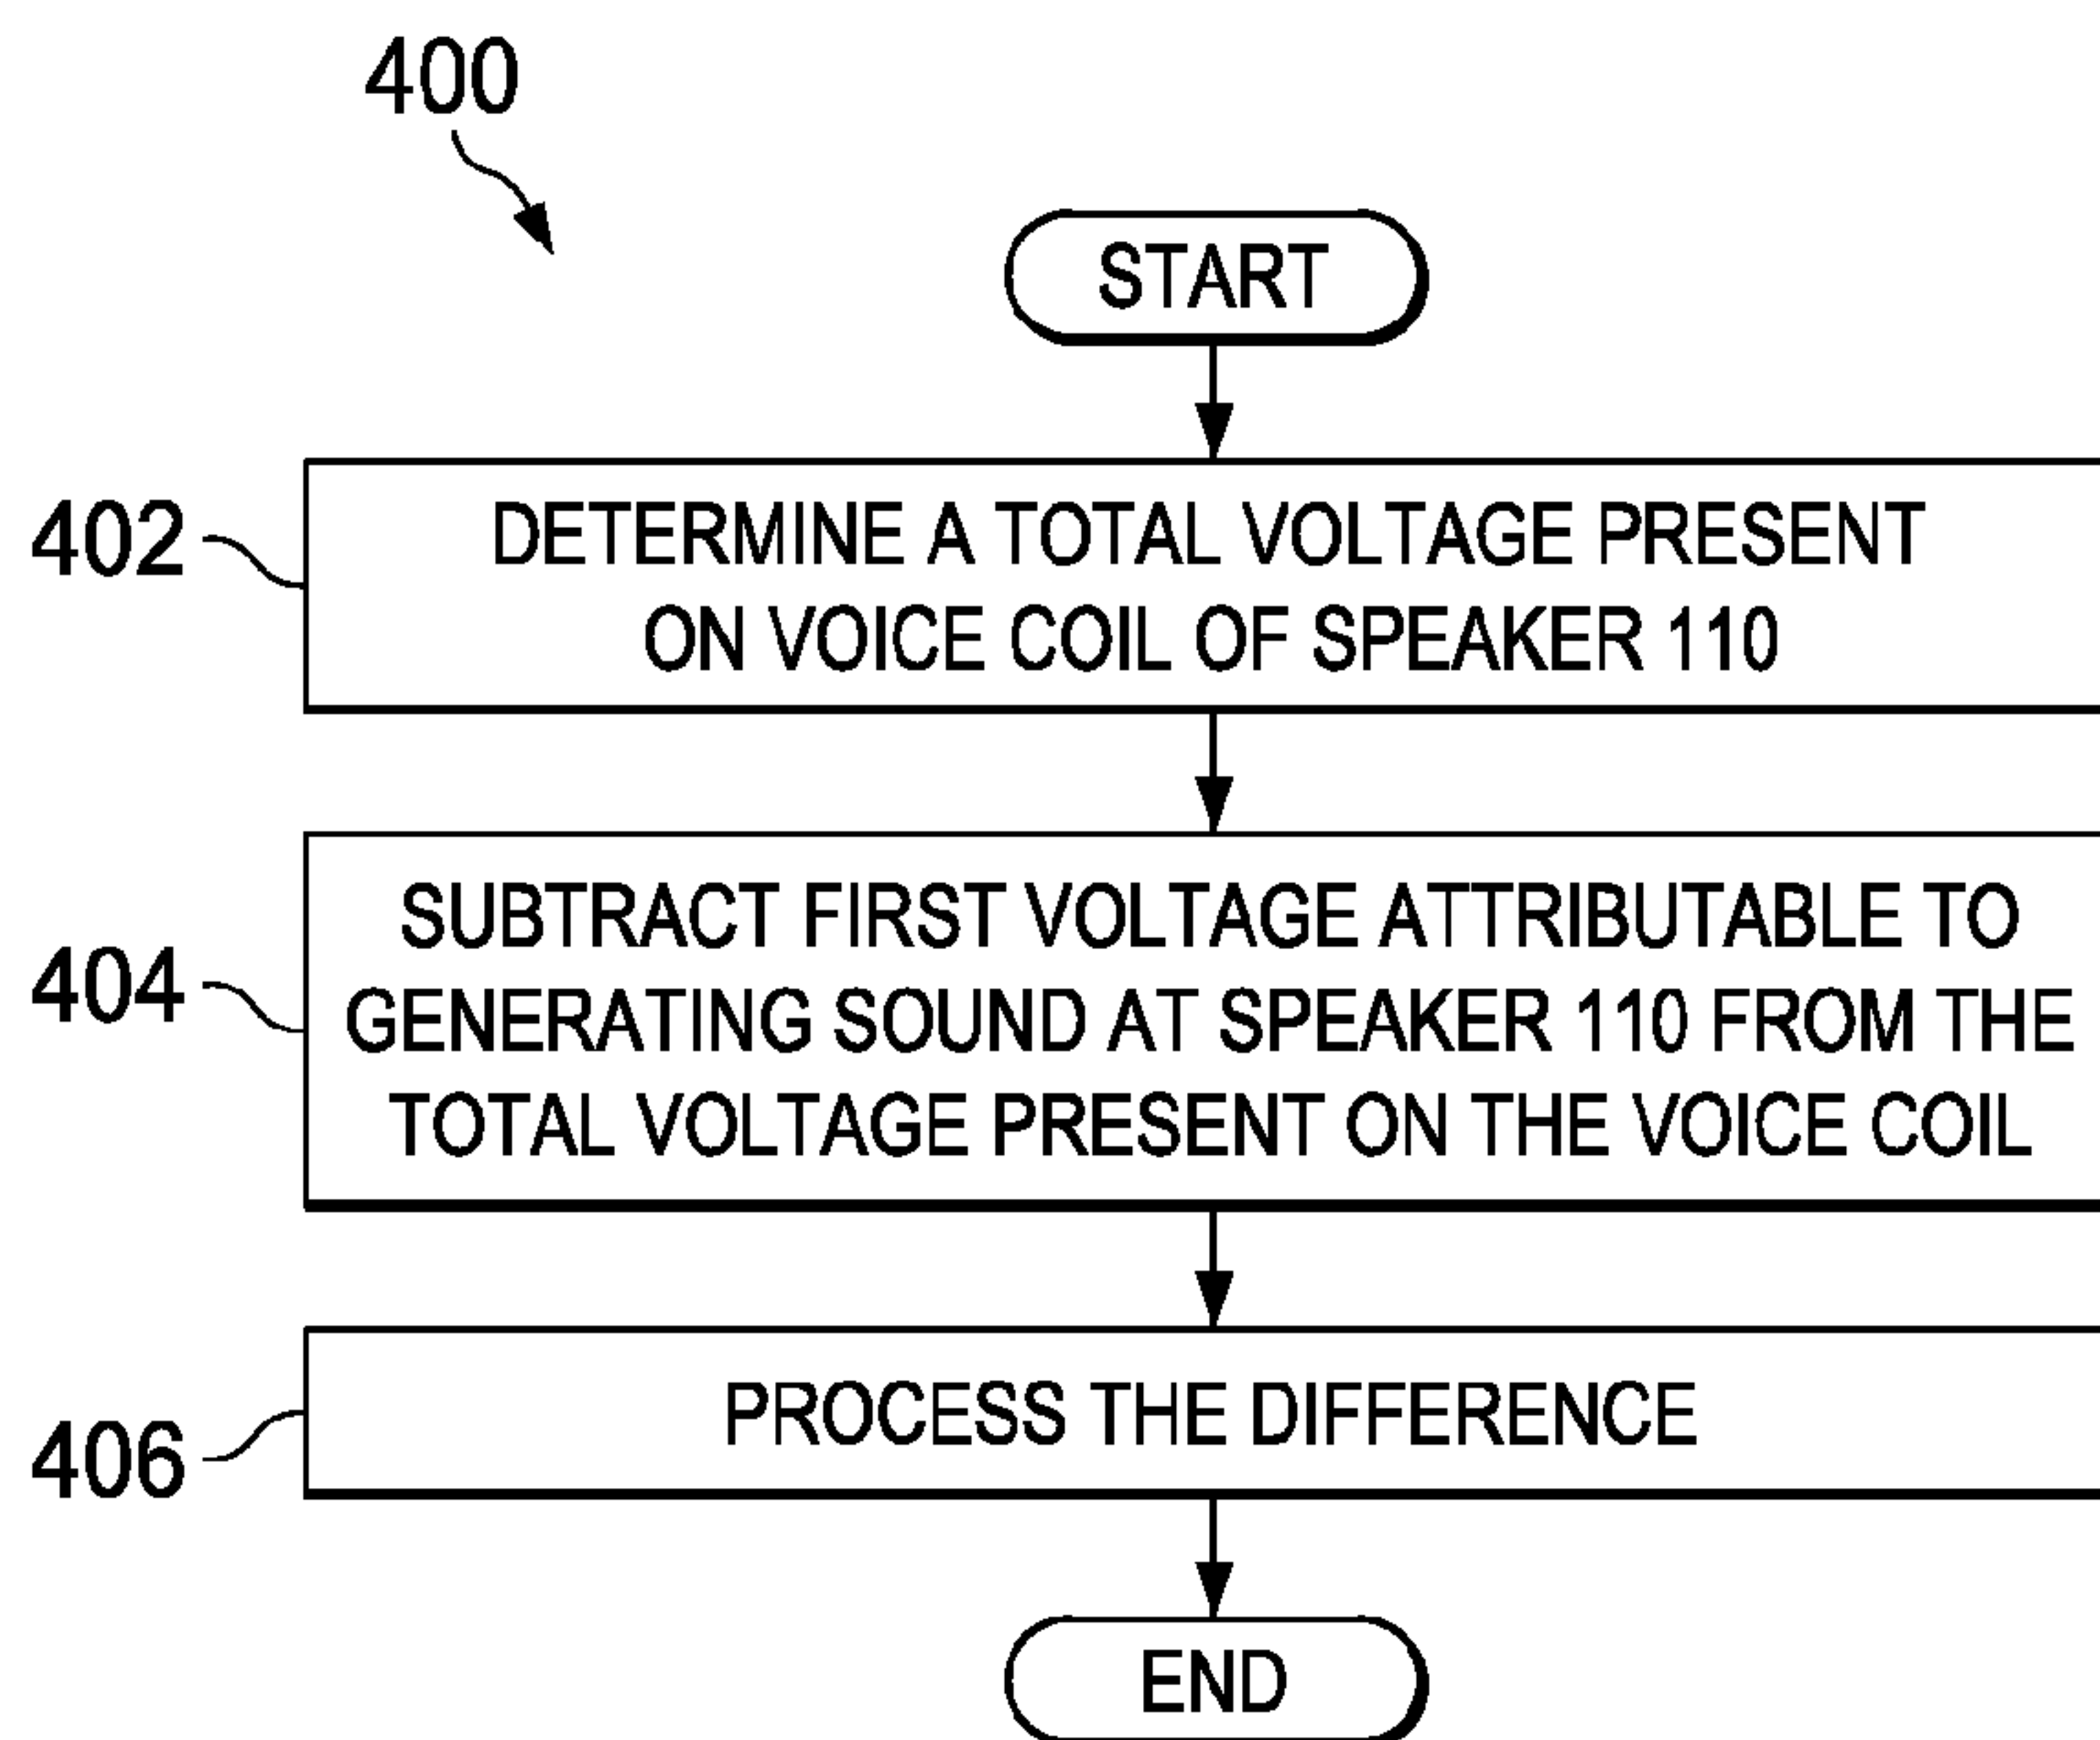 400
START
402
DETERMINE A TOTAL VOLTAGE PRESENT
ON VOICE COIL OF SPEAKER 110
404
SUBTRACT FIRST VOLTAGE ATTRIBUTABLE TO
GENERATING SOUND AT SPEAKER 110 FROM THE
TOTAL VOLTAGE PRESENT ON THE VOICE COIL
406
PROCESS THE DIFFERENCE
END